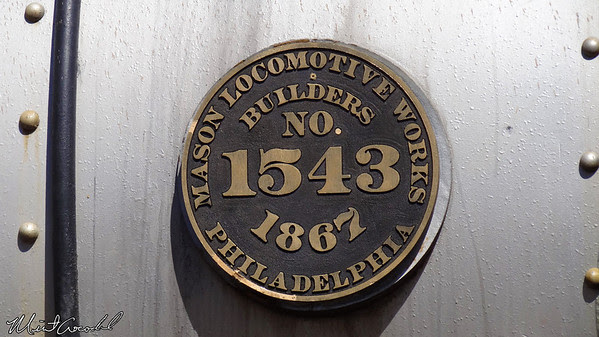 MASON LOCOMOTIVE WORKS
BUILDERS
NO.
1543
1867
PHILADELPHIA